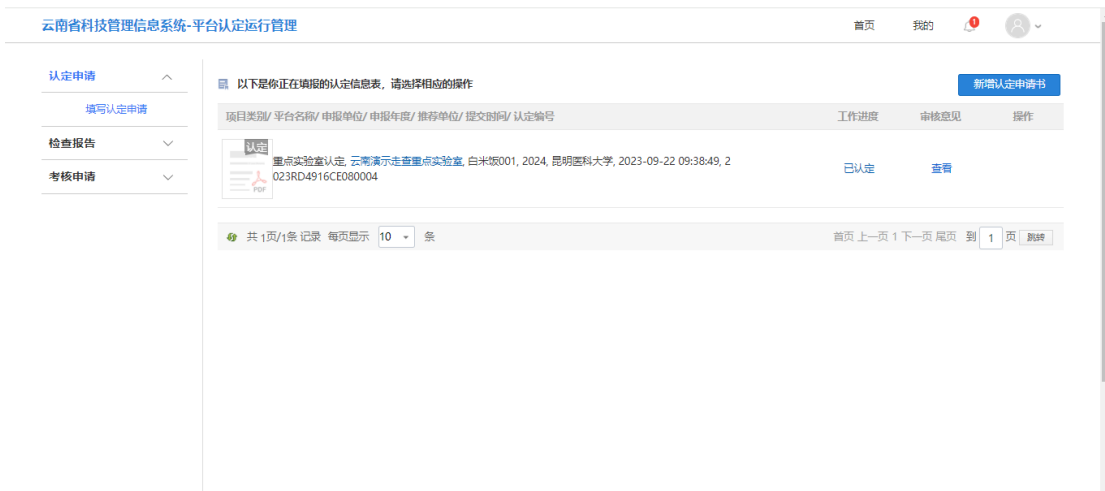 云南省科技管理信息系统-平台认定运行管理
首页 我的 1
认定申请
填写认定申请
检查报告
考核申请
以下是你正在填报的认定信息表，请选择相应的操作
新增认定申请书
项目类别/ 平台名称/ 申报单位/ 申报年度/ 推荐单位/ 提交时间/ 认定编号 工作进度 审核意见 操作
认定
PDF
重点实验室认定, 云南演示走查重点实验室, 白米饭001, 2024, 昆明医科大学, 2023-09-22 09:38:49, 2
023RD4916CE080004
已认定 查看
共 1页/1条 记录 每页显示 10 条
首页 上一页 1 下一页 尾页 到 1 页 跳转